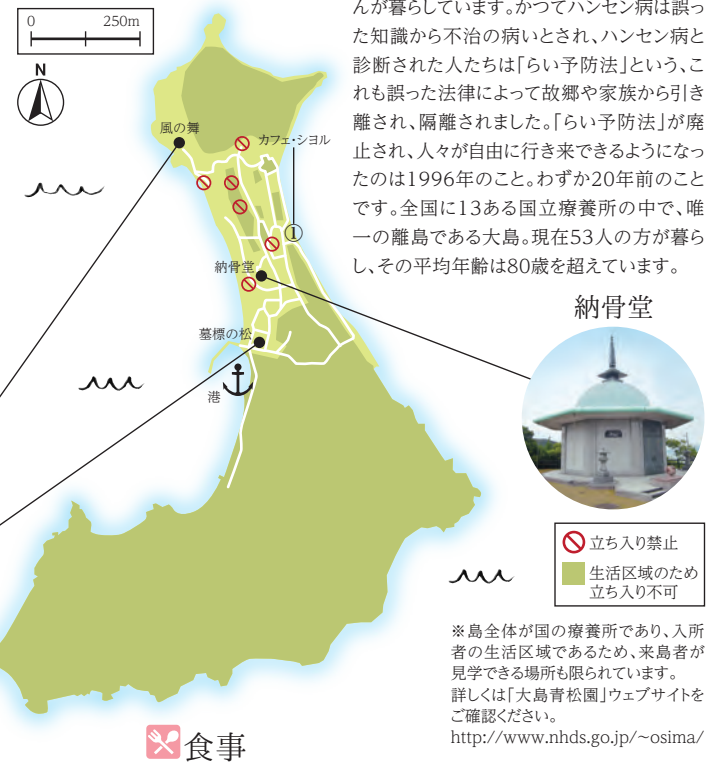 0 250m
N
んが暮らしています。かつてハンセン病は誤っ
た知識から不治の病いとされ、ハンセン病と
診断された人たちは「らい予防法」という、こ
れも誤った法律によって故郷や家族から引き
離され、隔離されました。「らい予防法」が廃
止され、人々が自由に行き来できるようになっ
たのは1996年のこと。わずか20年前のこと
です。全国に13ある国立療養所の中で、唯
一の離島である大島。現在53人の方が暮ら
し、その平均年齢は80歳を超えています。
風の舞
カフェ・シヨル
①
納骨堂
墓標の松
港
納骨堂
立ち入り禁止
生活区域のため
立ち入り不可
※島全体が国の療養所であり、入所
者の生活区域であるため、来島者が
見学できる場所も限られています。
詳しくは「大島青松園」ウェブサイトを
ご確認ください。
http://www.nhds.go.jp/~osima/
食事